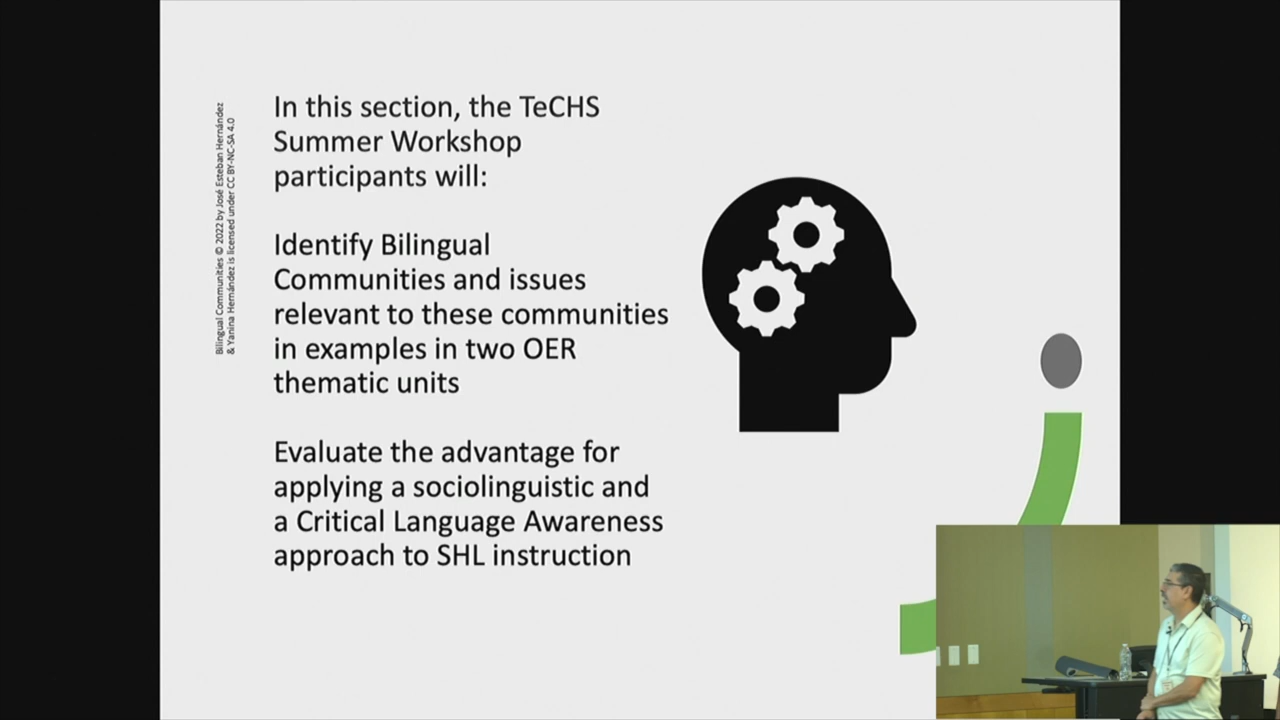 Bilingual Communities © 2022 by José Esteban Hernández
& Yanina Hernández is licensed under CC BY-NC-SA 4.0
In this section, the TeCHS
Summer Workshop
participants will:
Identify Bilingual
Communities and issues
relevant to these communities
in examples in two OER
thematic units
Evaluate the advantage for
applying a sociolinguistic and
a Critical Language Awareness
approach to SHL instruction